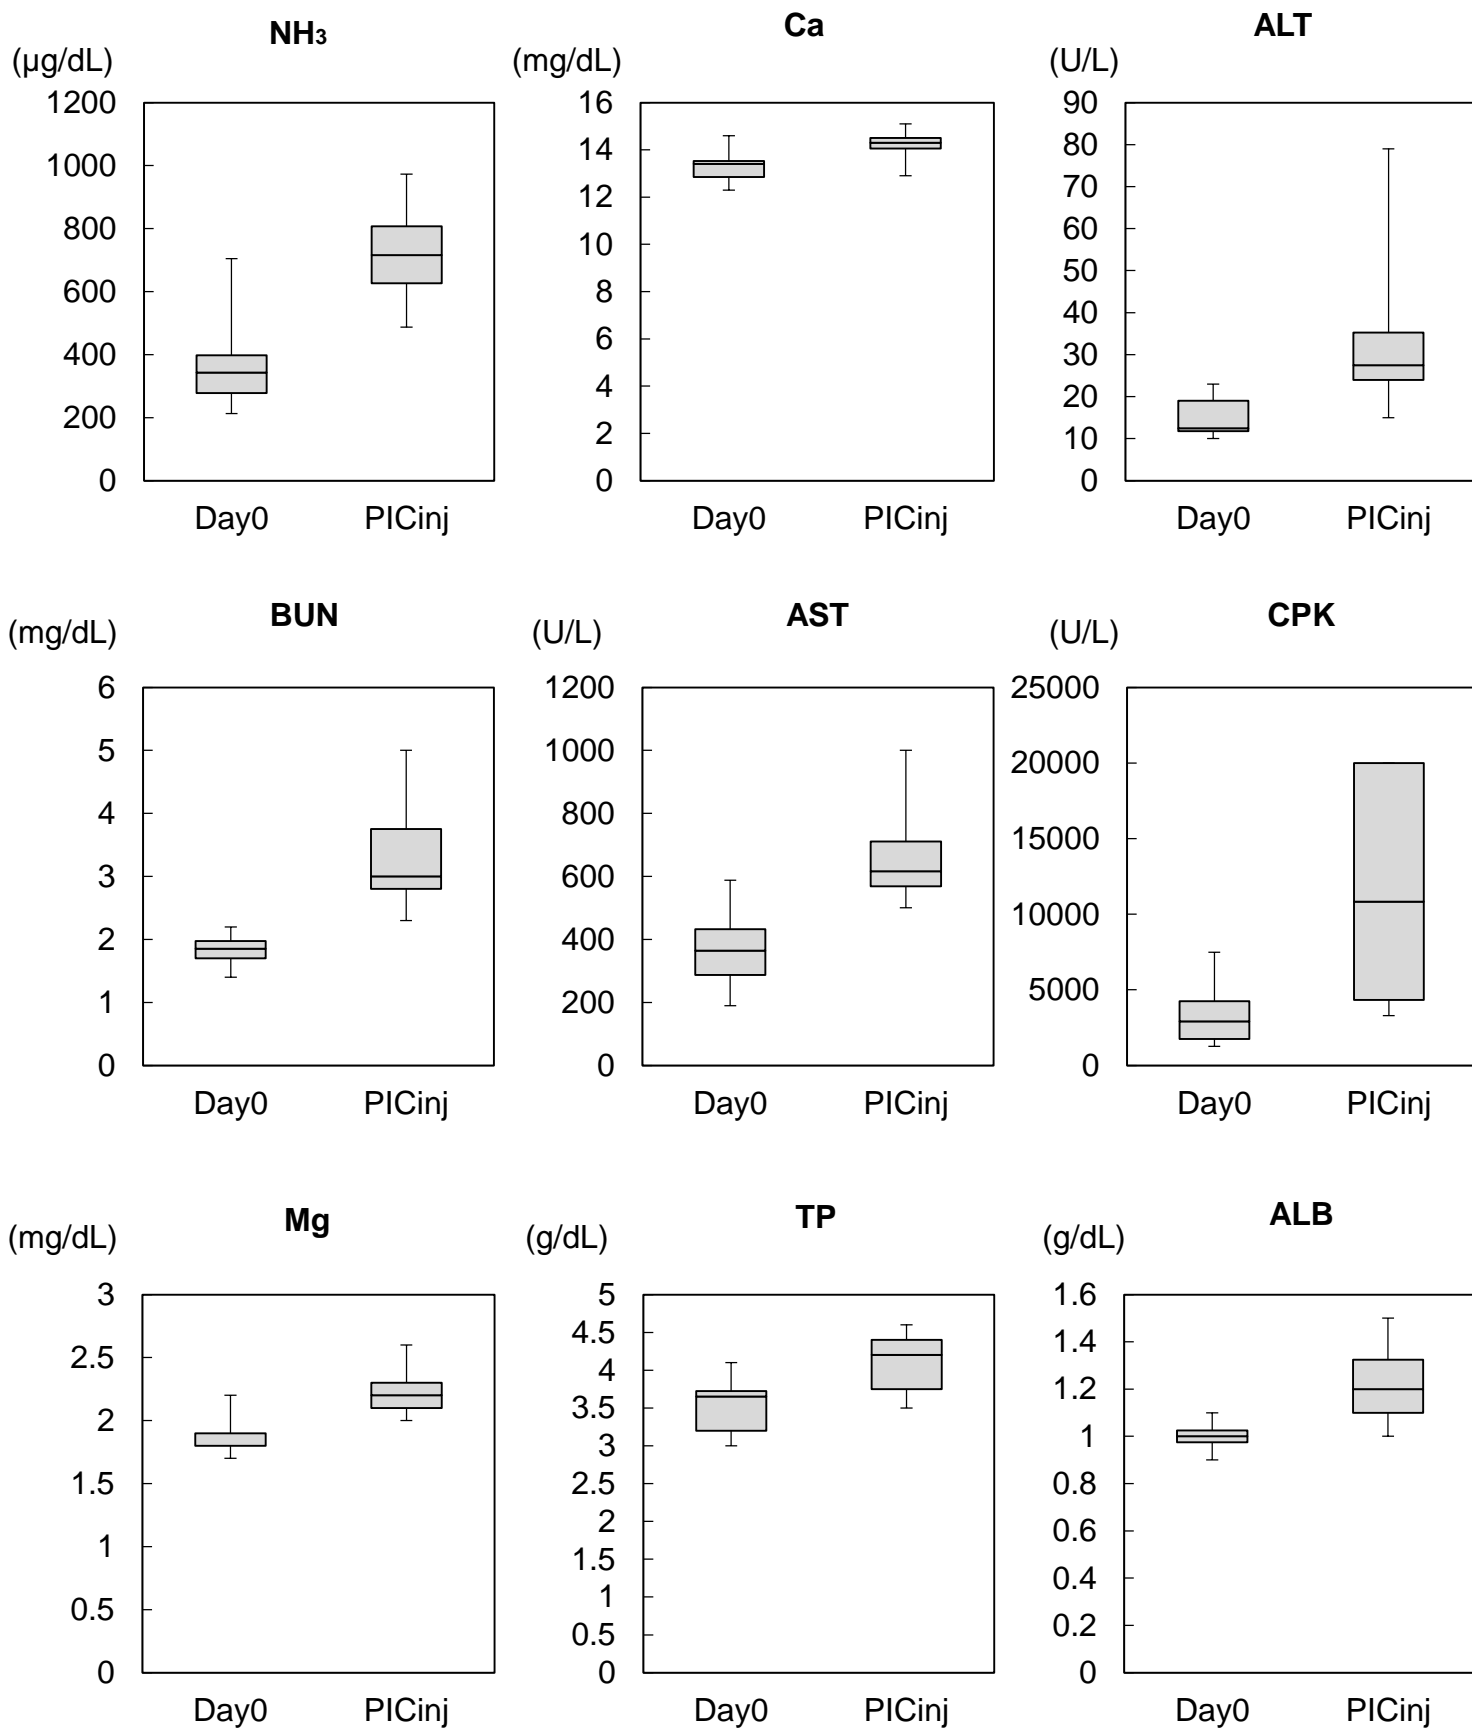 NH3
(µg/dL)
1200
1000
800
600
400
200
0
Day0 PICinj
Ca
(mg/dL)
16
14
12
10
8
6
4
2
0
Day0 PICinj
ALT
(U/L)
90
80
70
60
50
40
30
20
10
0
Day0 PICinj
BUN
(mg/dL)
6
5
4
3
2
1
0
Day0 PICinj
AST
(U/L)
1200
1000
800
600
400
200
0
Day0 PICinj
CPK
(U/L)
25000
20000
15000
10000
5000
0
Day0 PICinj
Mg
(mg/dL)
3
2.5
2
1.5
1
0.5
0
Day0 PICinj
TP
(g/dL)
5
4.5
4
3.5
3
2.5
2
1.5
1
0.5
0
Day0 PICinj
ALB
(g/dL)
1.6
1.4
1.2
1
0.8
0.6
0.4
0.2
0
Day0 PICinj